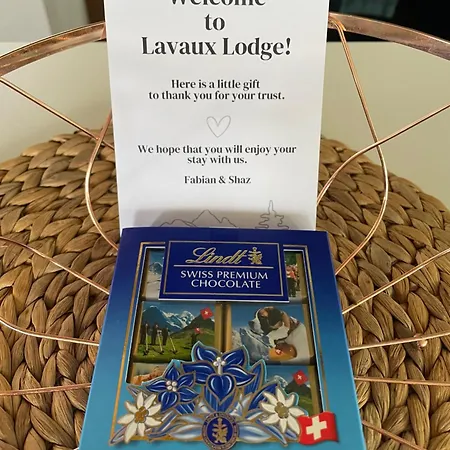 Welcome
to
Lavaux Lodge!
Here is a little gift
to thank you for your trust.
We hope that you will enjoy your
stay with us.
Fabian & Shaz
Lindt
SWISS PREMIUM
CHOCOLATE